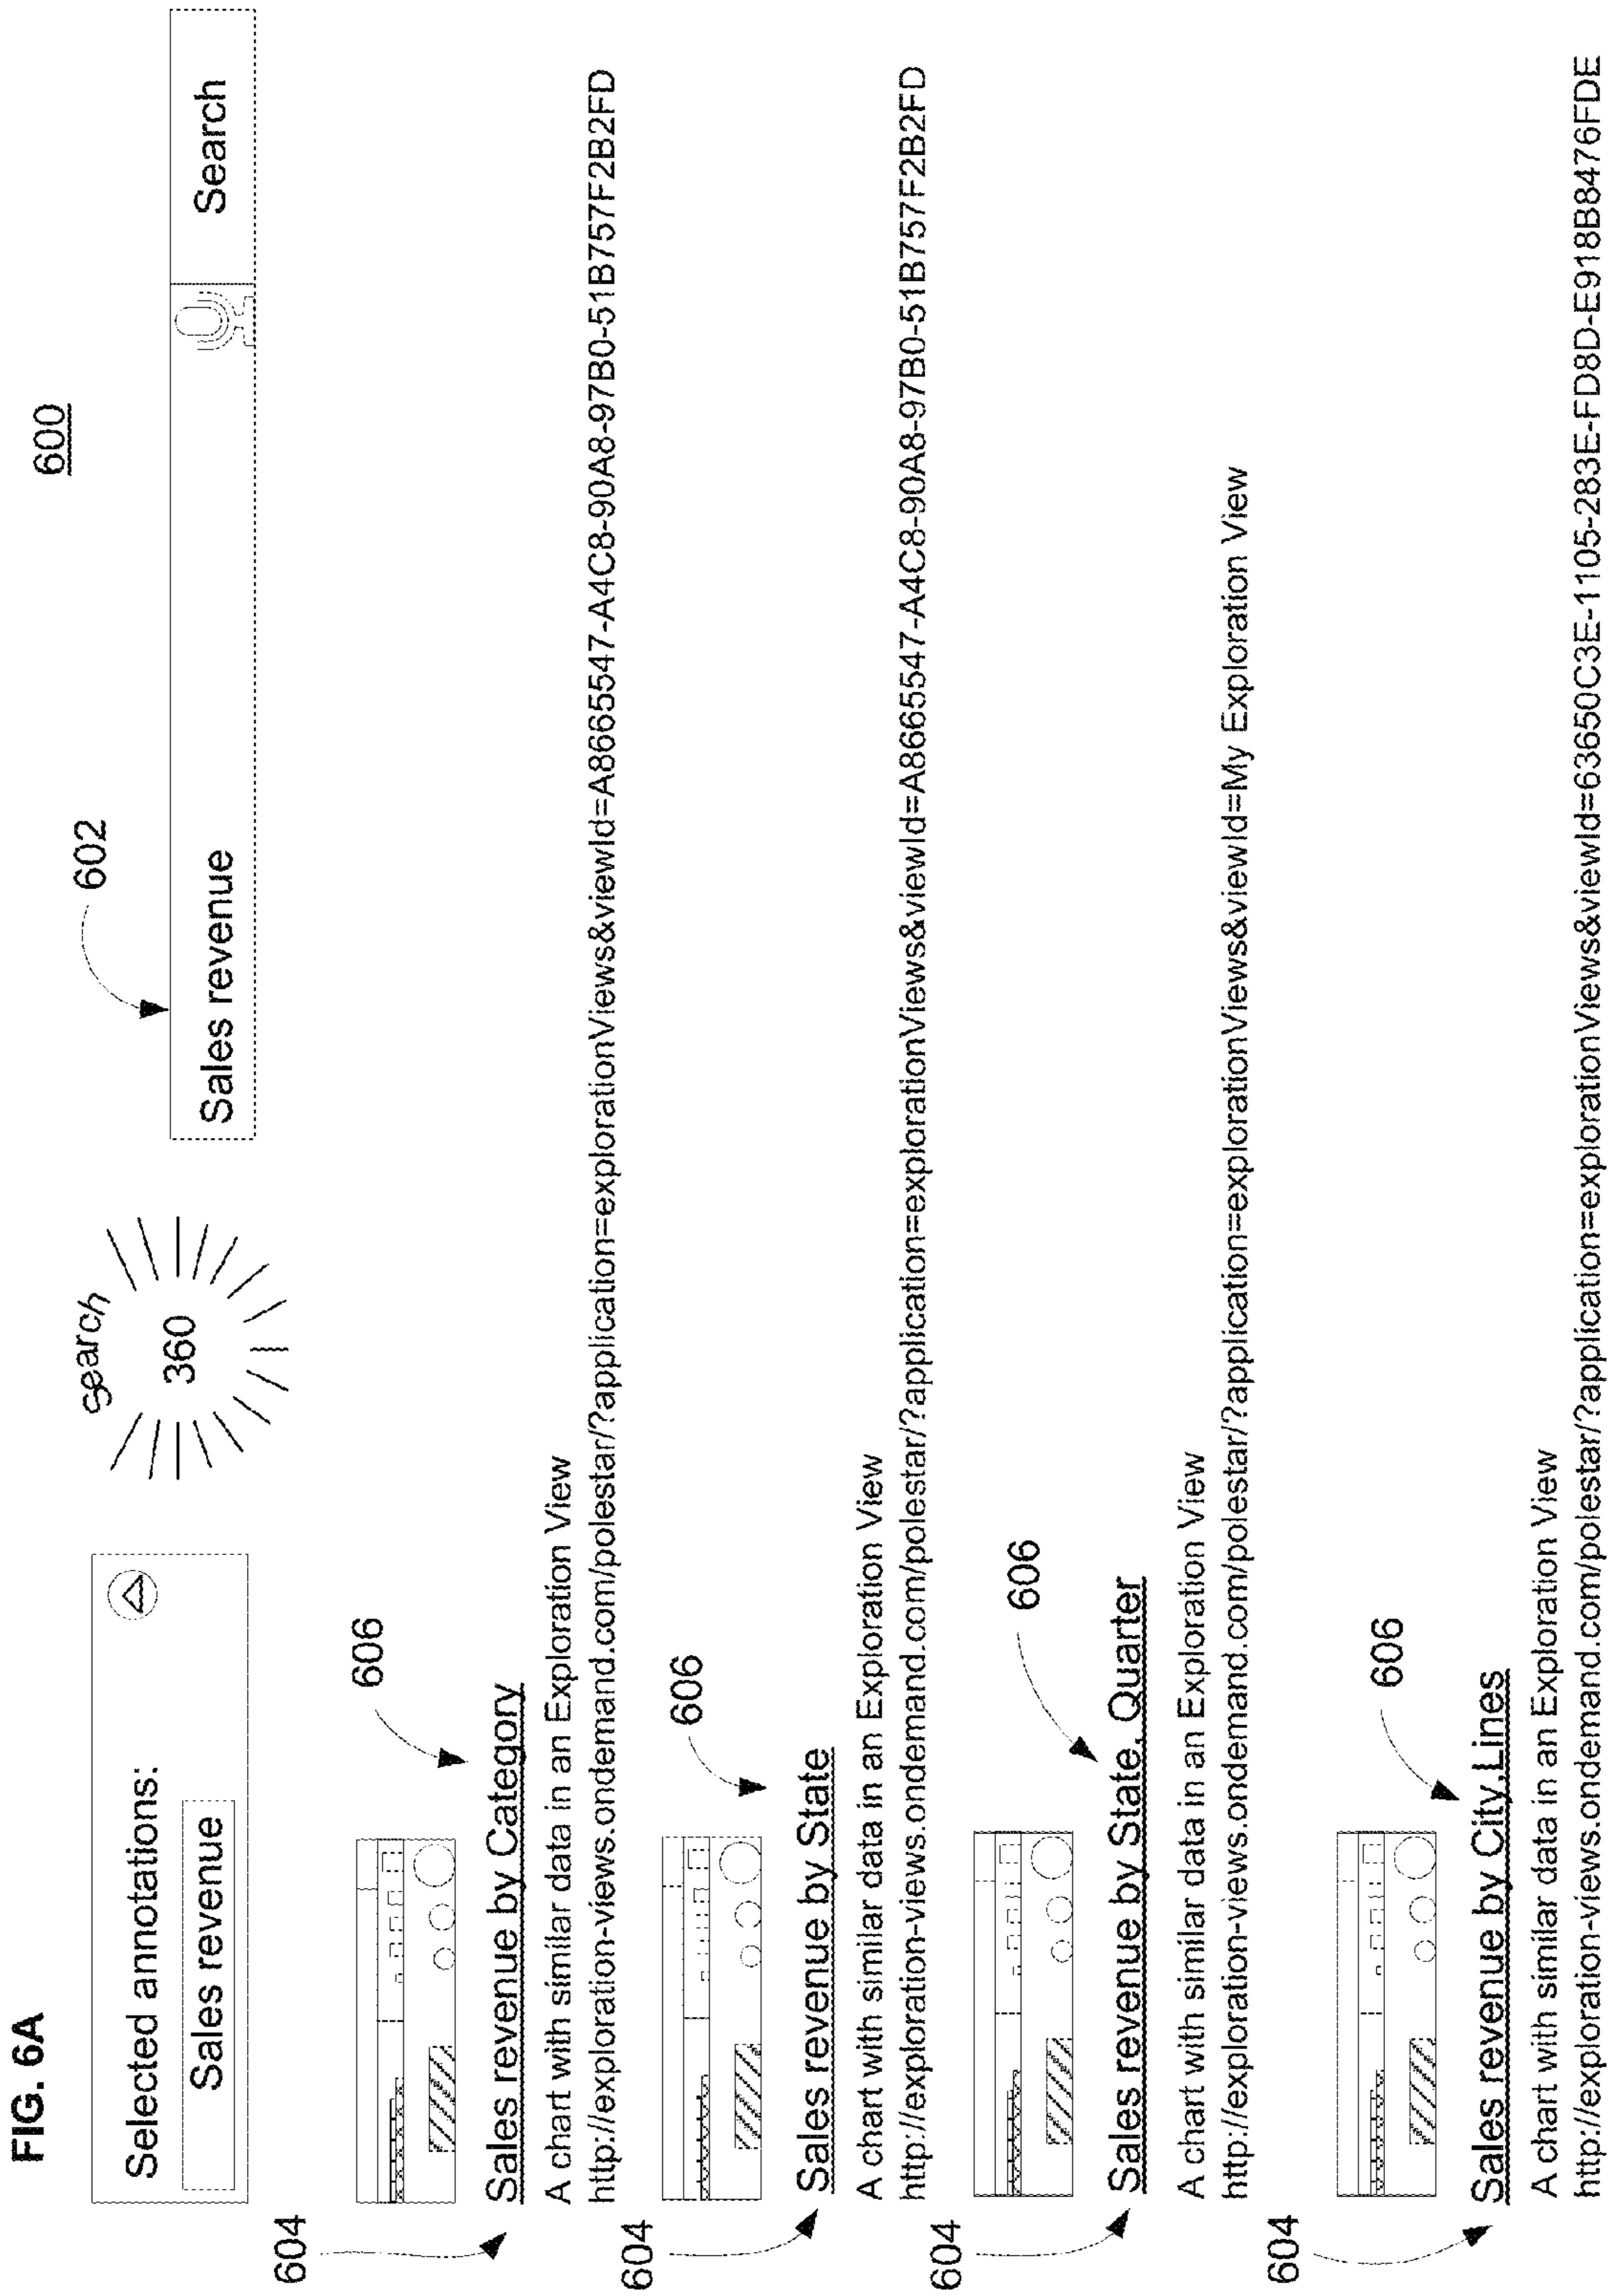 FIG. 6A
600
602
Selected annotations:
Sales revenue
search
360
Sales revenue
Search
606
604
Sales revenue by Category
A chart with similar data in an Exploration View
http://exploration-views.ondemand.com/polestar/?application=explorationViews&viewId=A8665547-A4C8-90A8-97B0-51B757F2B2FD
606
604
Sales revenue by State
A chart with similar data in an Exploration View
http://exploration-views.ondemand.com/polestar/?application=explorationViews&viewId=A8665547-A4C8-90A8-97B0-51B757F2B2FD
606
604
Sales revenue by State, Quarter
A chart with similar data in an Exploration View
http://exploration-views.ondemand.com/polestar/?application=explorationViews&viewId=My Exploration View
606
604
Sales revenue by City,Lines
A chart with similar data in an Exploration View
http://exploration-views.ondemand.com/polestar/?application=explorationViews&viewId=63650C3E-1105-283E-FD8D-E918B8476FDE